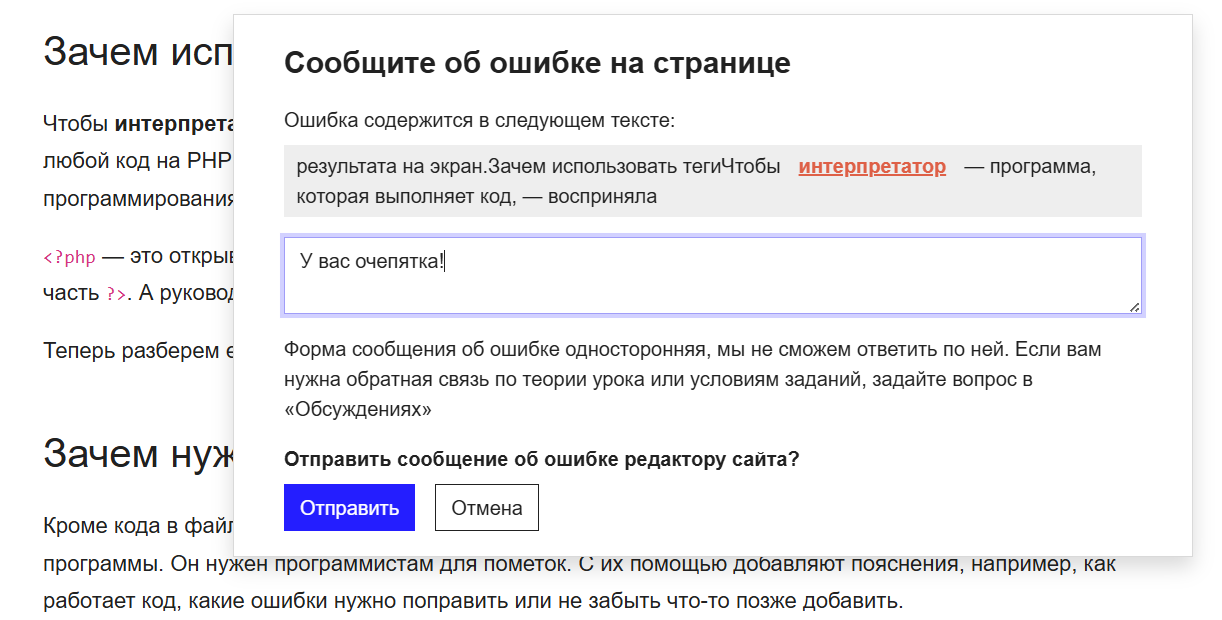 Зачем исп
Сообщите об ошибке на странице
Чтобы интерпрета
Ошибка содержится в следующем тексте:
любой код на PHP
результата на экран.Зачем использовать тегиЧтобы интерпретатор — программа,
программирования
которая выполняет код, — восприняла
<?php — это откры
У вас очепятка!
часть ?>. А руковод
Теперь разберем е
Форма сообщения об ошибке односторонняя, мы не сможем ответить по ней. Если вам
нужна обратная связь по теории урока или условиям заданий, задайте вопрос в
«Обсуждениях»
Зачем нуж
Отправить сообщение об ошибке редактору сайта?
Отправить Отмена
Кроме кода в файл
программы. Он нужен программистам для пометок. С их помощью добавляют пояснения, например, как
работает код, какие ошибки нужно поправить или не забыть что-то позже добавить.